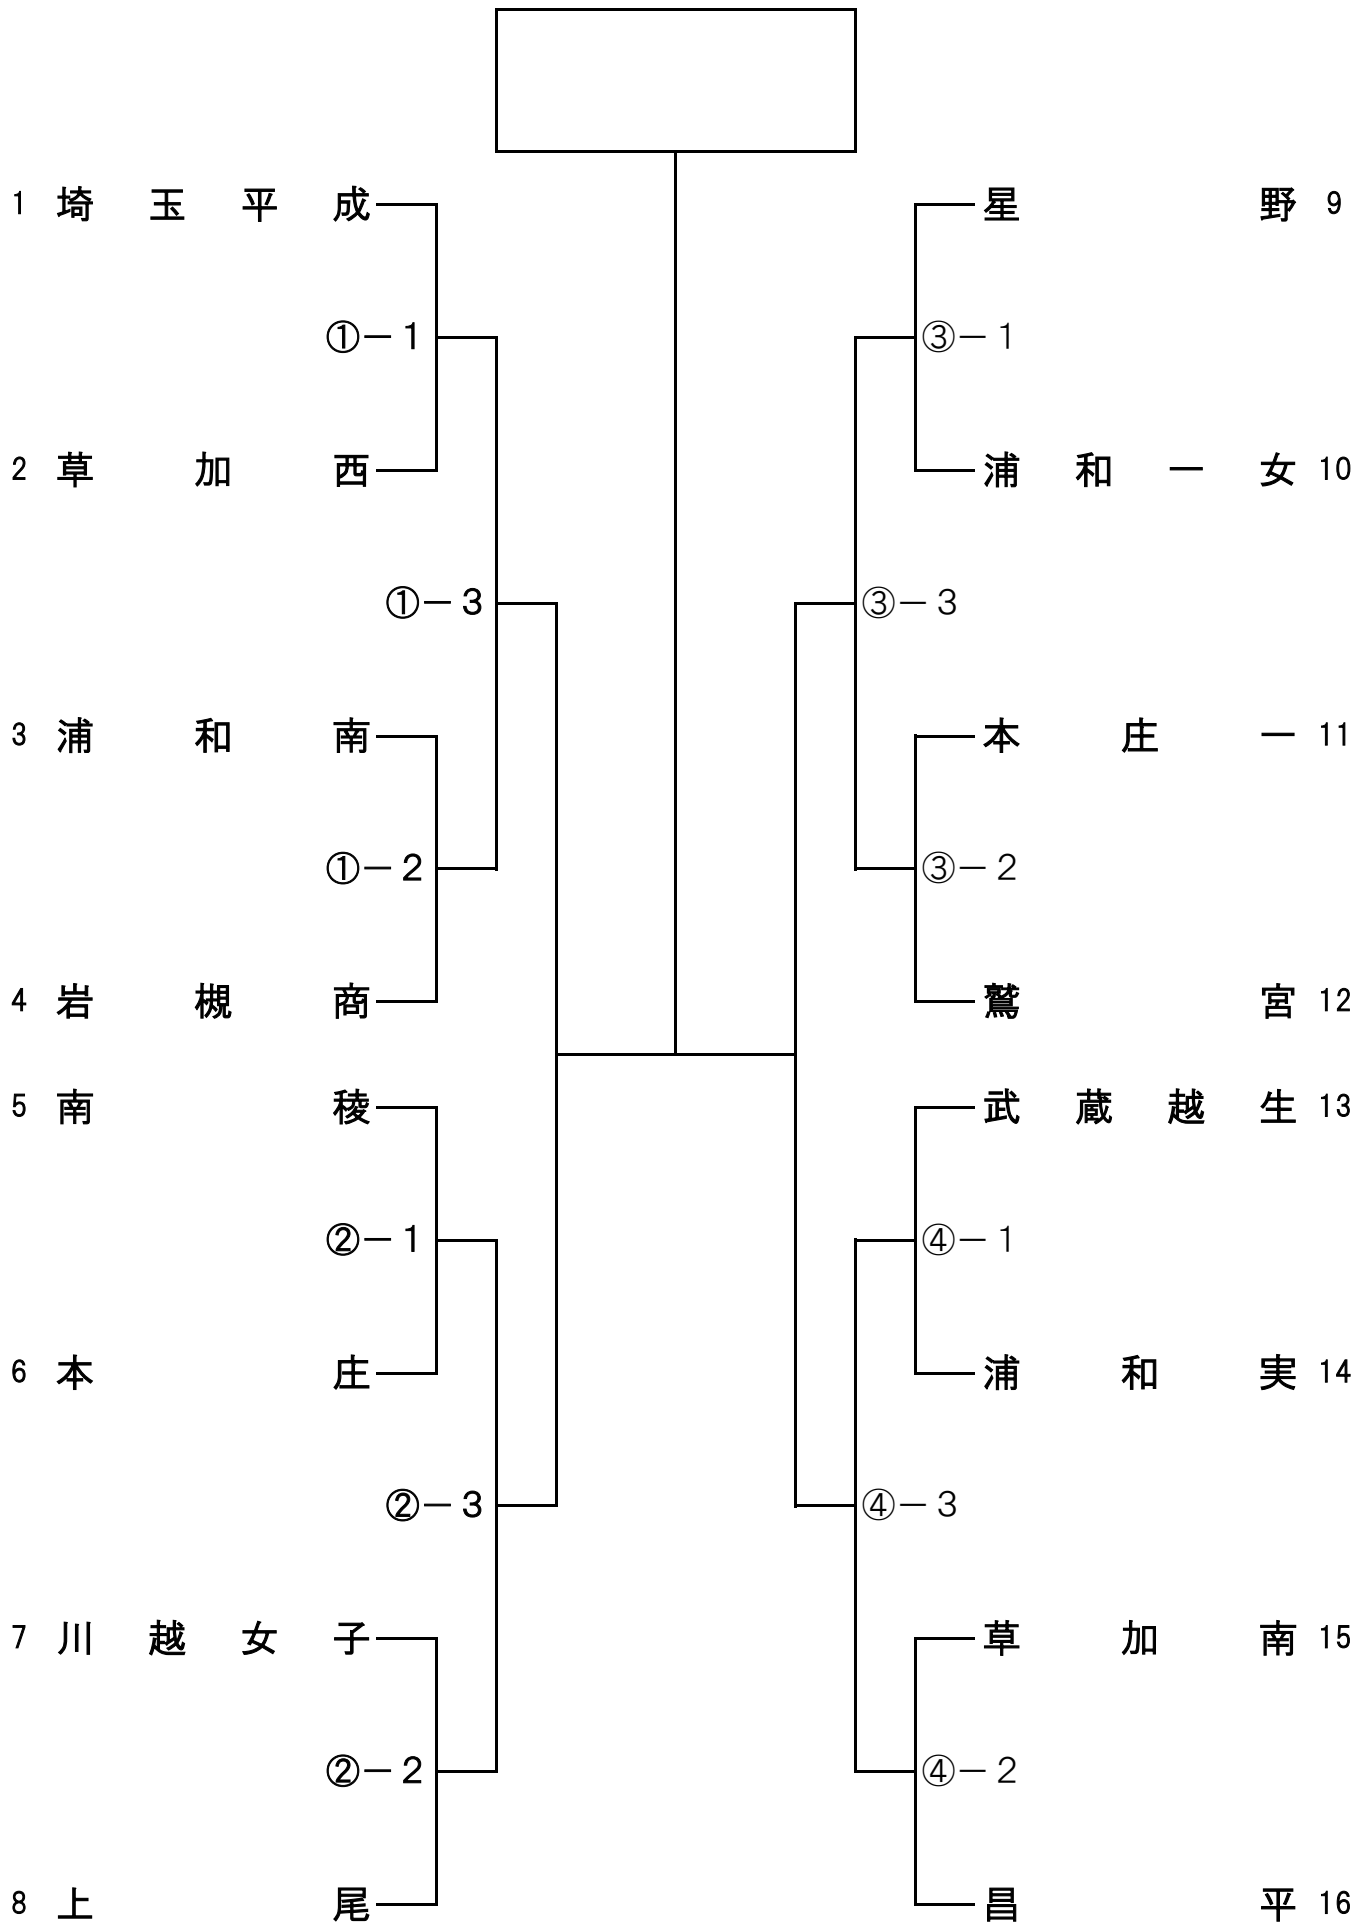 1 埼玉平成
①－1
2 草加西
①－3
3 浦和南
①－2
4 岩槻商
5 南稜
②－1
6 本庄
②－3
7 川越女子
②－2
8 上尾
星野 9
③－1
浦和一女 10
③－3
本庄一 11
③－2
鷲宮 12
武蔵越生 13
④－1
浦和実 14
④－3
草加南 15
④－2
昌平 16